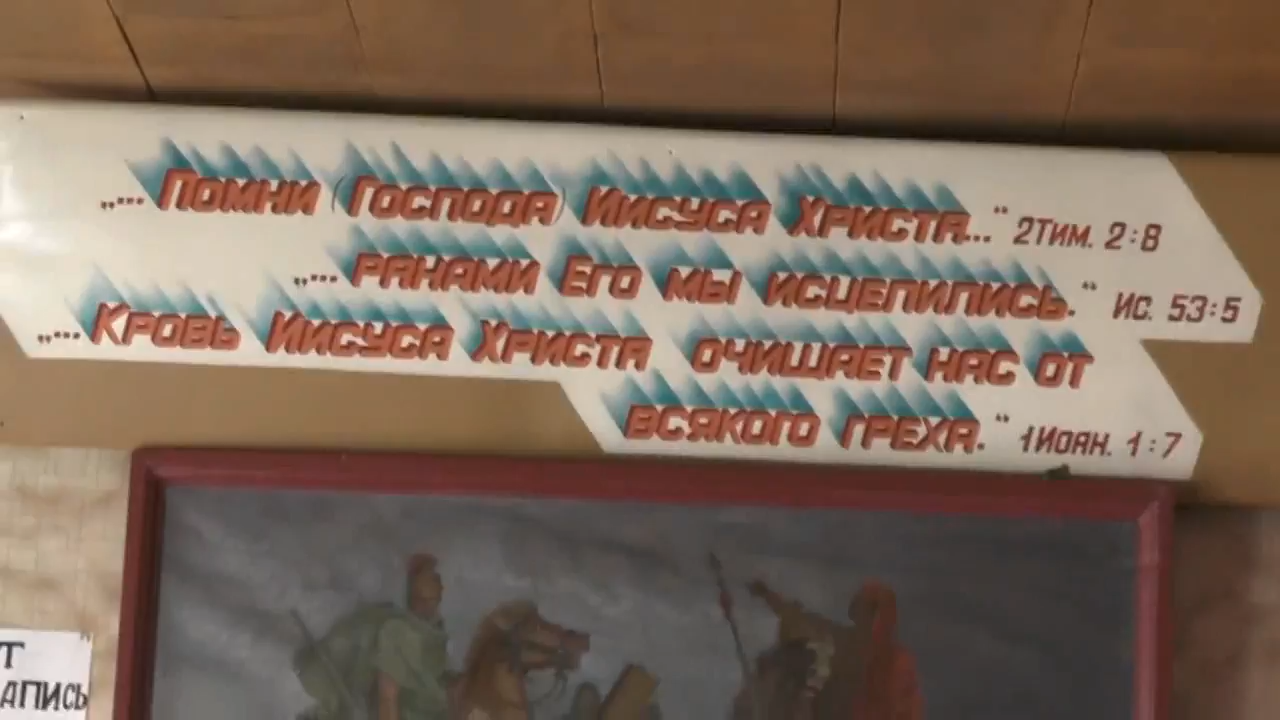 „... Помни (Господа) Иисуса Христа...“ 2Тим. 2:8
„... ранами Его мы исцелились.“ Ис. 53:5
„... Кровь Иисуса Христа очищает нас от
всякого греха.“ 1Иоан. 1:7
Т
АПИСЬ